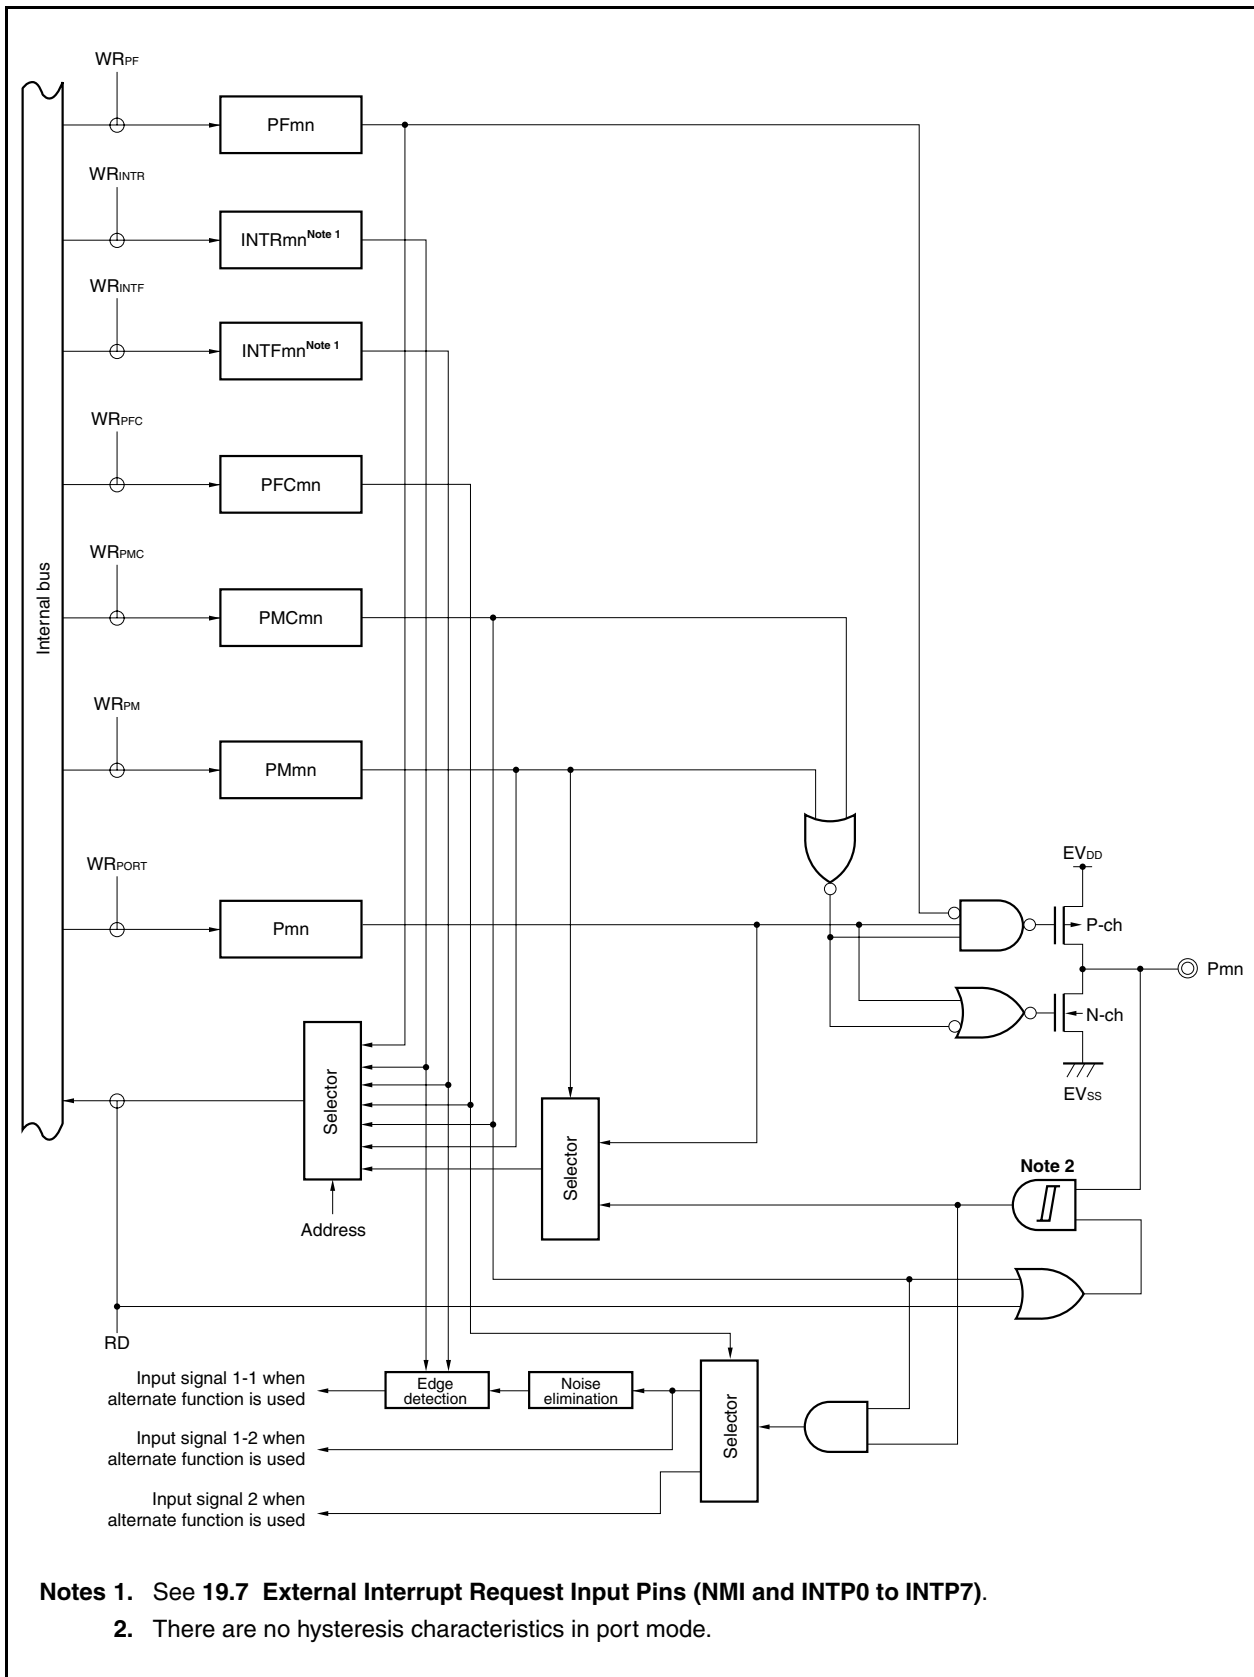 WRPF
PFmn
WRINTR
INTRmnNote 1
WRINTF
INTFmnNote 1
WRPFC
PFCmn
WRPMC
PMCmn
Internal bus
WRPM
PMmn
WRPORT
Pmn
EVDD
P-ch
Pmn
N-ch
EVSS
Selector
Selector
Note 2
Address
RD
Input signal 1-1 when
alternate function is used
Edge
detection
Noise
elimination
Selector
Input signal 1-2 when
alternate function is used
Input signal 2 when
alternate function is used
Notes 1. See 19.7 External Interrupt Request Input Pins (NMI and INTP0 to INTP7).
2. There are no hysteresis characteristics in port mode.